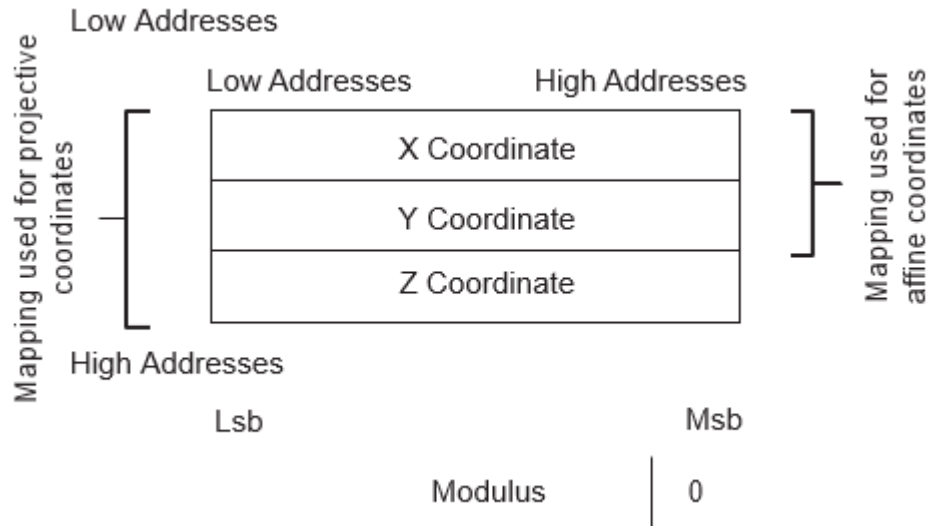 Low Addresses
Low Addresses High Addresses
Mapping used for projective
coordinates
X Coordinate
Y Coordinate
Z Coordinate
Mapping used for
affine coordinates
High Addresses
Lsb Msb
Modulus 0